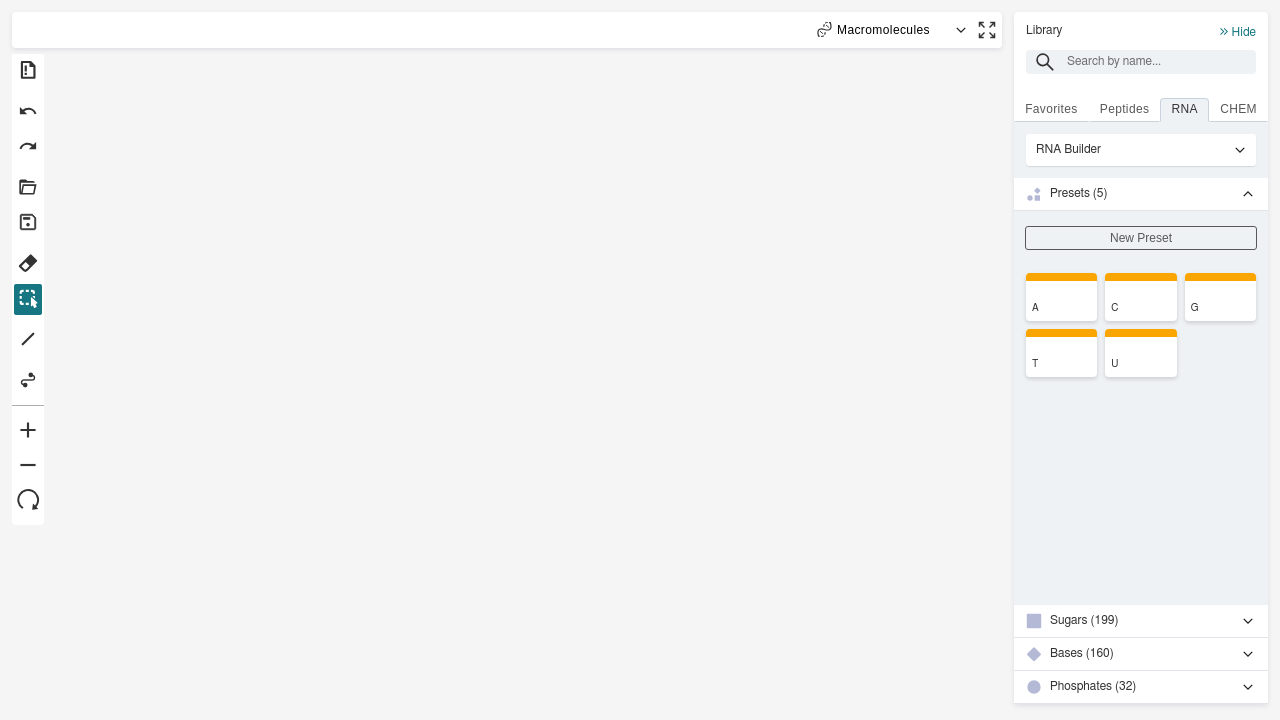 Macromolecules
Library
Hide
Search by name...
Favorites
Peptides
RNA
CHEM
RNA Builder
Presets (5)
New Preset
A
C
G
T
U
Sugars (199)
Bases (160)
Phosphates (32)